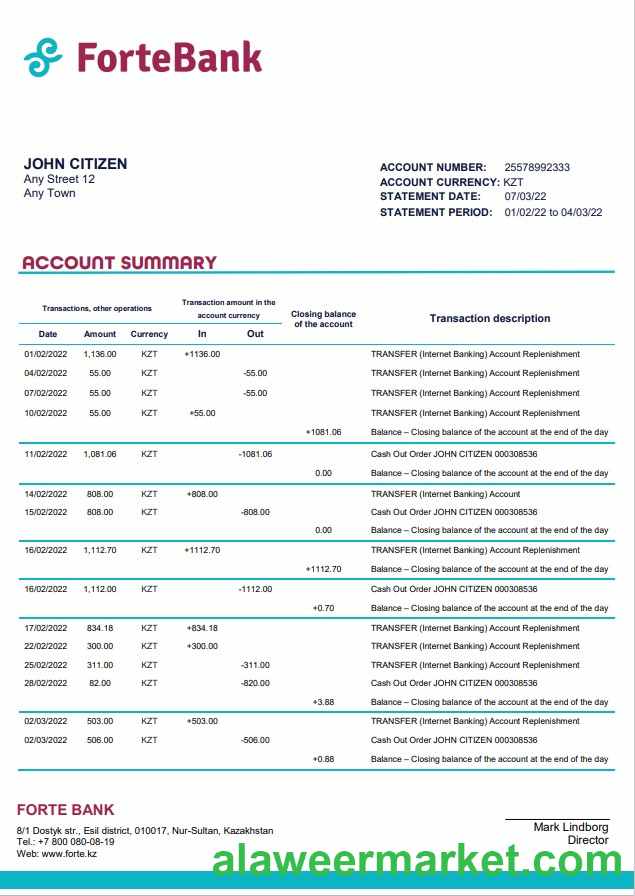 ForteBank
JOHN CITIZEN
Any Street 12
Any Town
ACCOUNT NUMBER: 25578992333
ACCOUNT CURRENCY: KZT
STATEMENT DATE: 07/03/22
STATEMENT PERIOD: 01/02/22 to 04/03/22
ACCOUNT SUMMARY
Transactions, other operations
Transaction amount in the
account currency
Closing balance
of the account
Transaction description
Date Amount Currency In Out
01/02/2022 1,136.00 KZT +1136.00 TRANSFER (Internet Banking) Account Replenishment
04/02/2022 55.00 KZT -55.00 TRANSFER (Internet Banking) Account Replenishment
07/02/2022 55.00 KZT -55.00 TRANSFER (Internet Banking) Account Replenishment
10/02/2022 55.00 KZT +55.00 TRANSFER (Internet Banking) Account Replenishment
+1081.06 Balance – Closing balance of the account at the end of the day
11/02/2022 1,081.06 KZT -1081.06 Cash Out Order JOHN CITIZEN 000308536
0.00 Balance – Closing balance of the account at the end of the day
14/02/2022 808.00 KZT +808.00 TRANSFER (Internet Banking) Account
15/02/2022 808.00 KZT -808.00 Cash Out Order JOHN CITIZEN 000308536
0.00 Balance – Closing balance of the account at the end of the day
16/02/2022 1,112.70 KZT +1112.70 TRANSFER (Internet Banking) Account Replenishment
+1112.70 Balance – Closing balance of the account at the end of the day
16/02/2022 1,112.00 KZT -1112.00 Cash Out Order JOHN CITIZEN 000308536
+0.70 Balance – Closing balance of the account at the end of the day
17/02/2022 834.18 KZT +834.18 TRANSFER (Internet Banking) Account Replenishment
22/02/2022 300.00 KZT +300.00 TRANSFER (Internet Banking) Account Replenishment
25/02/2022 311.00 KZT -311.00 TRANSFER (Internet Banking) Account Replenishment
28/02/2022 82.00 KZT -820.00 Cash Out Order JOHN CITIZEN 000308536
+3.88 Balance – Closing balance of the account at the end of the day
02/03/2022 503.00 KZT +503.00 TRANSFER (Internet Banking) Account Replenishment
02/03/2022 506.00 KZT -506.00 Cash Out Order JOHN CITIZEN 000308536
+0.88 Balance – Closing balance of the account at the end of the day
FORTE BANK
8/1 Dostyk str., Esil district, 010017, Nur-Sultan, Kazakhstan
Tel.: +7 800 080-08-19
Web: www.forte.kz
Mark Lindborg
Director
alaweermarket.com